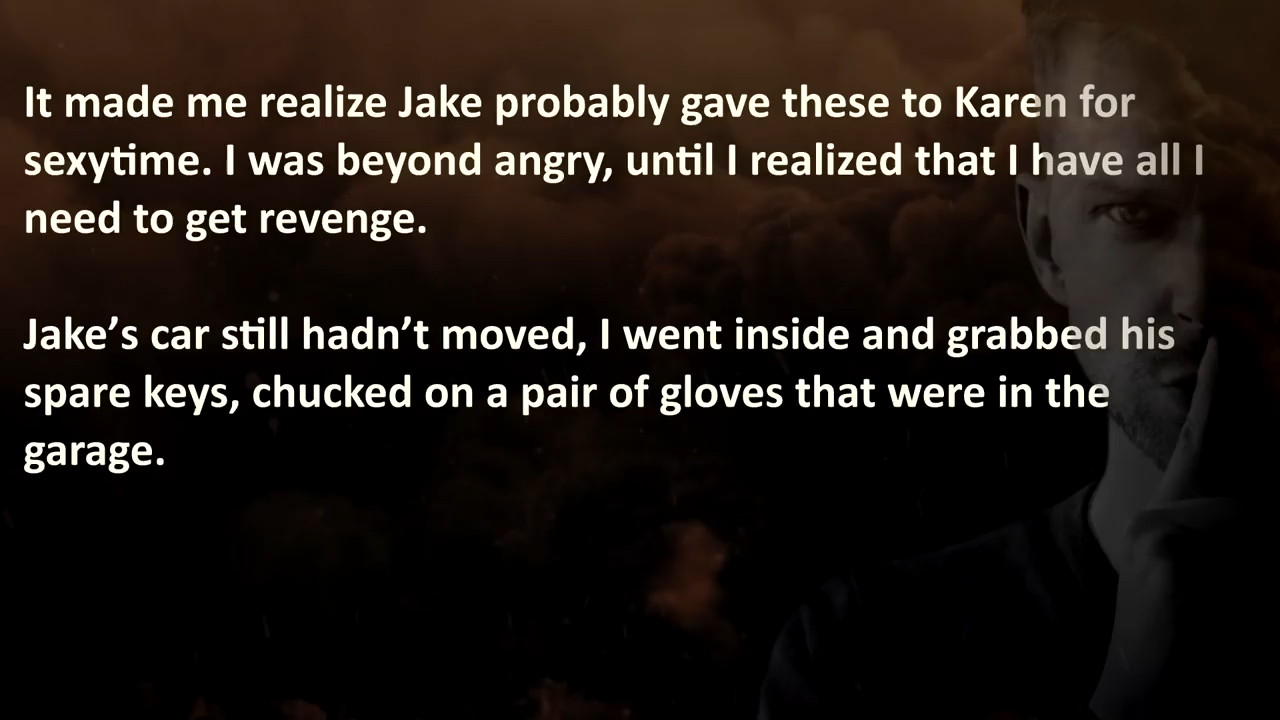 It made me realize Jake probably gave these to Karen for
sexytime. I was beyond angry, until I realized that I have all I
need to get revenge.
Jake’s car still hadn’t moved, I went inside and grabbed his
spare keys, chucked on a pair of gloves that were in the
garage.